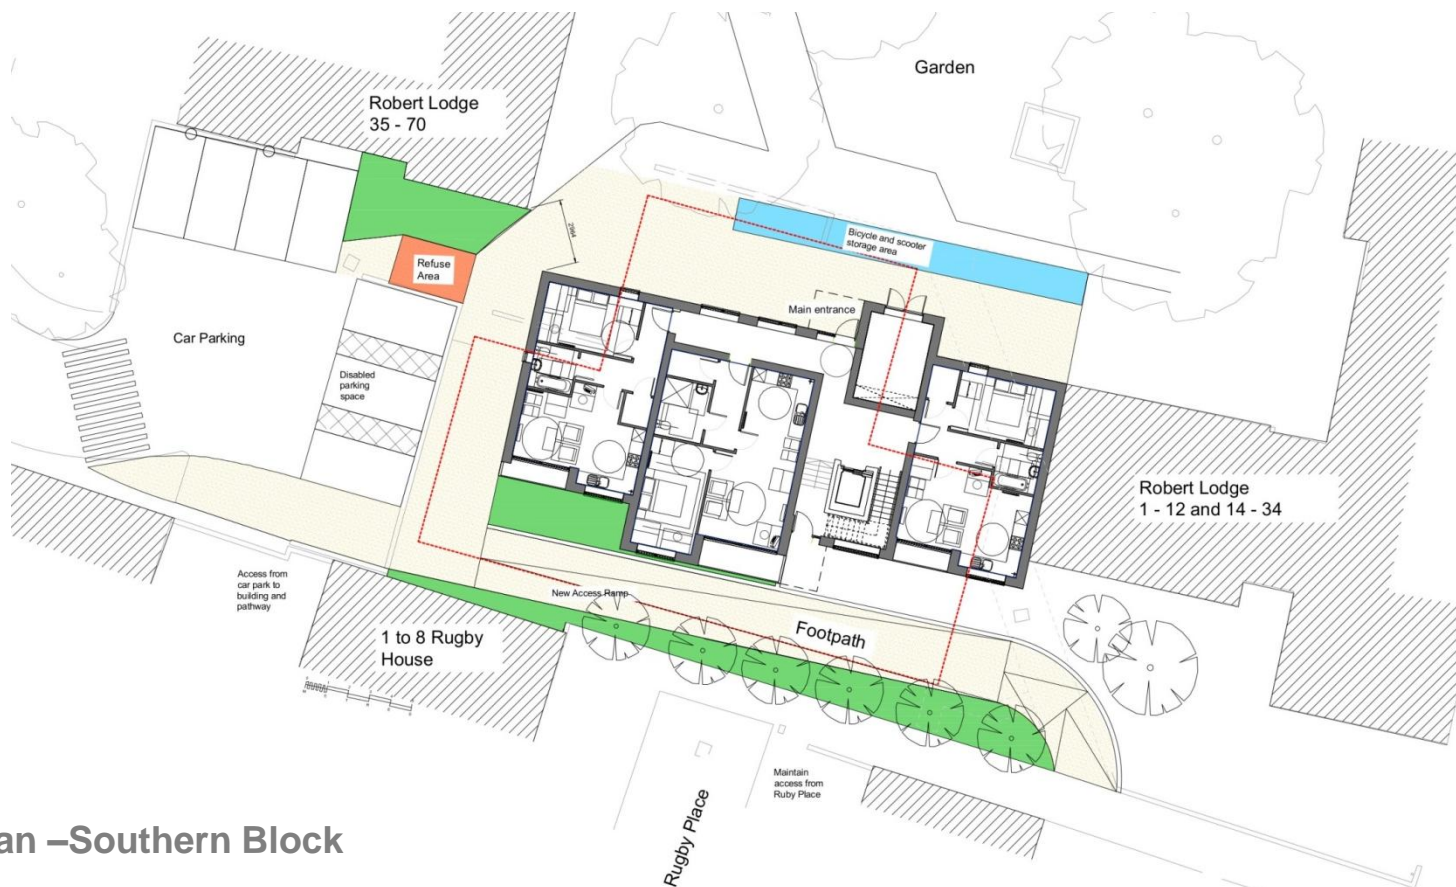 Garden
Robert Lodge
35 - 70
2964
Bicycle and scooter
storage area
Refuse
Area
Main entrance
Car Parking
Disabled
parking
space
Robert Lodge
1 - 12 and 14 - 34
Access from
car park to
building and
pathway
New Access Ramp
Footpath
1 to 8 Rugby
House
Maintain
access from
Ruby Place
Rugby Place
an –Southern Block